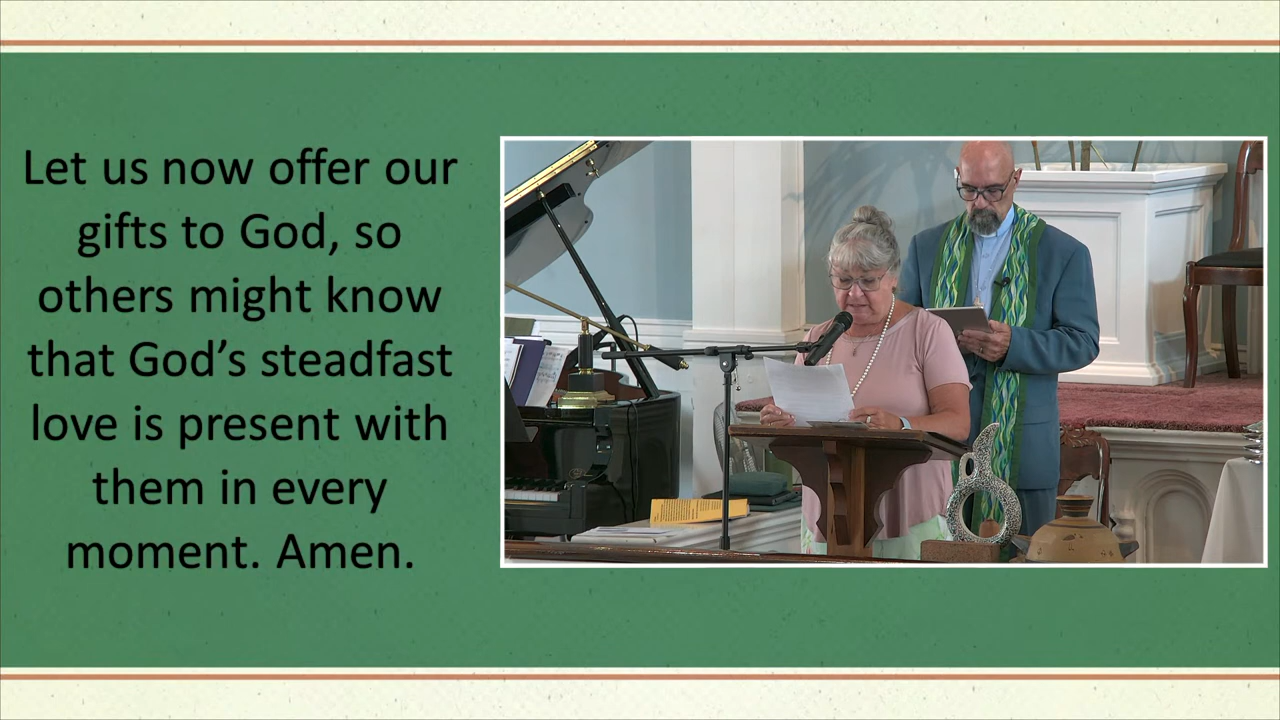 Let us now offer our
gifts to God, so
others might know
that God’s steadfast
love is present with
them in every
moment. Amen.